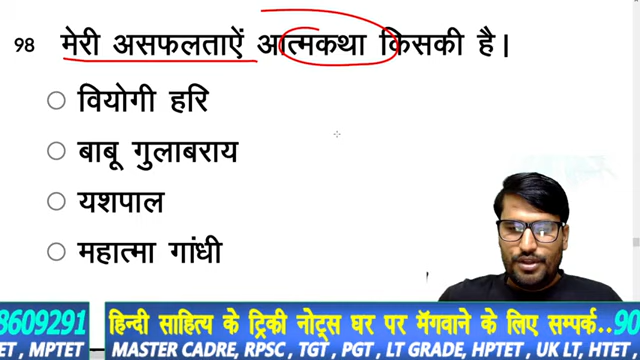 98 मेरी असफलताऐं आत्मकथा किसकी है।
वियोगी हरि
बाबू गुलाबराय
यशपाल
महात्मा गांधी
8609291 हिन्दी साहित्य के ट्रिकी नोट्स घर पर मॅगवाने के लिए सम्पर्क..90
ET, MPTET MASTER CADRE, RPSC, TGT, PGT, LT GRADE, HPTET, UK LT, HTET,